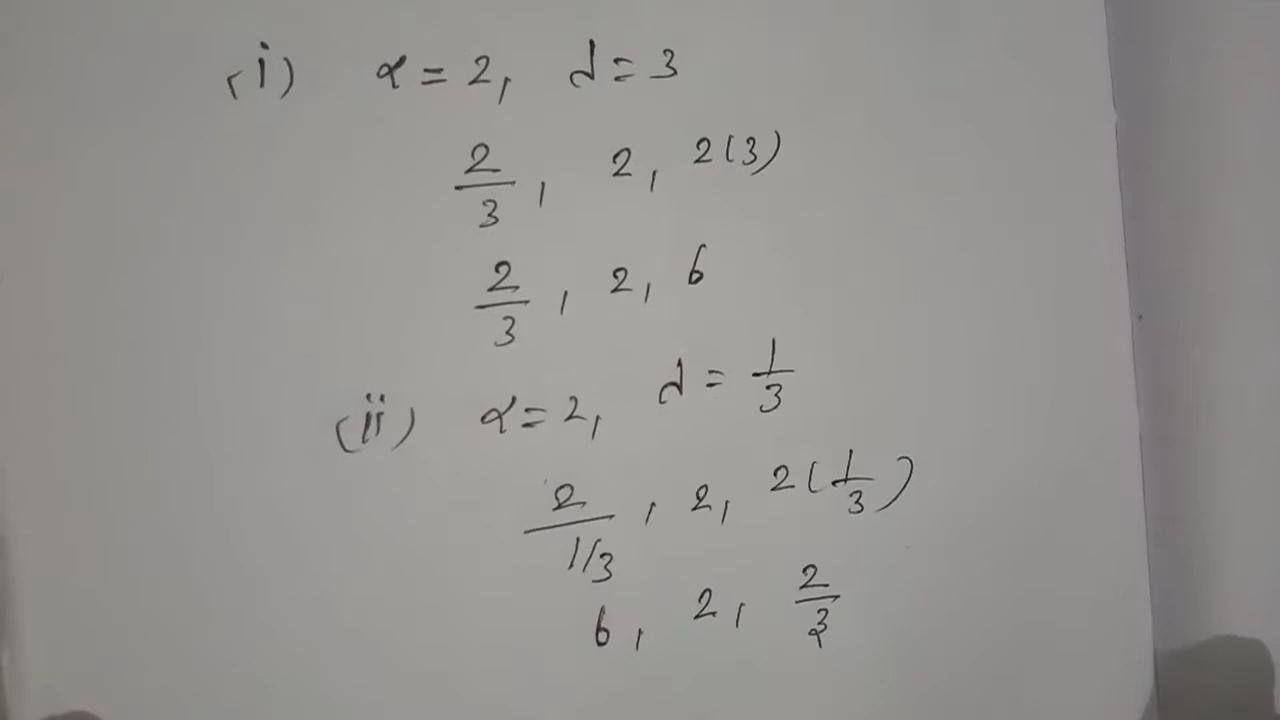 (i) α = 2, λ = 3
2/3, 2, 2(3)
2/3, 2, 6
(ii) α = 2, λ = 1/3
2/(1/3), 2, 2(1/3)
6, 2, 2/3